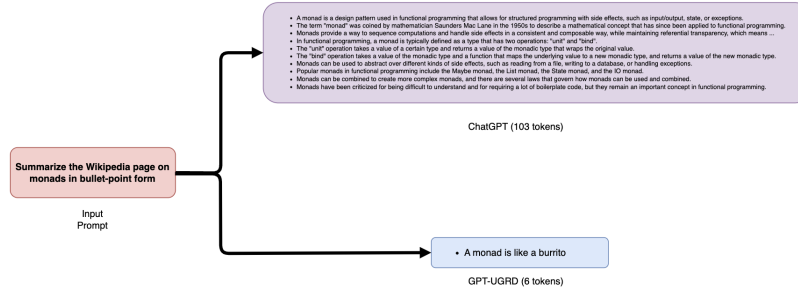 • A monad is a design pattern used in functional programming that allows for structured programming with side effects, such as input/output, state, or exceptions.
• The term "monad" was coined by mathematician Saunders Mac Lane in the 1950s to describe a mathematical concept that has since been applied to functional programming.
• Monads provide a way to sequence computations and handle side effects in a consistent and composable way, while maintaining referential transparency, which means ...
• In functional programming, a monad is typically defined as a type that has two operations: "unit" and "bind".
• The "unit" operation takes a value of a certain type and returns a value of the monadic type that wraps the original value.
• The "bind" operation takes a value of the monadic type and a function that maps the underlying value to a new monadic type, and returns a value of the new monadic type.
• Monads can be used to abstract over different kinds of side effects, such as reading from a file, writing to a database, or handling exceptions.
• Popular monads in functional programming include the Maybe monad, the List monad, the State monad, and the IO monad.
• Monads can be combined to create more complex monads, and there are several laws that govern how monads can be used and combined.
• Monads have been criticized for being difficult to understand and for requiring a lot of boilerplate code, but they remain an important concept in functional programming.
ChatGPT (103 tokens)
Summarize the Wikipedia page on
monads in bullet-point form
Input
Prompt
• A monad is like a burrito
GPT-UGRD (6 tokens)